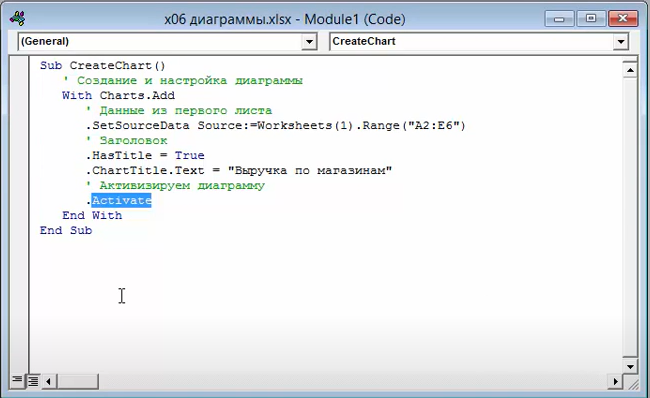 x06 диаграммы.xlsx - Module1 (Code)
(General) CreateChart
Sub CreateChart()
' Создание и настройка диаграммы
With Charts.Add
' Данные из первого листа
.SetSourceData Source:=Worksheets(1).Range("A2:E6")
' Заголовок
.HasTitle = True
.ChartTitle.Text = "Выручка по магазинам"
' Активизируем диаграмму
.Activate
End With
End Sub